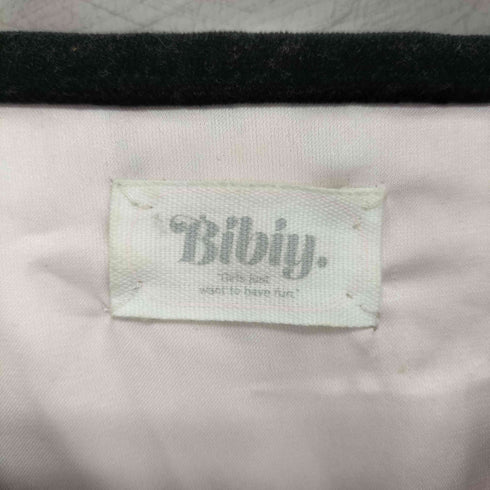 Bibiy.
"Girls just
want to have fun."